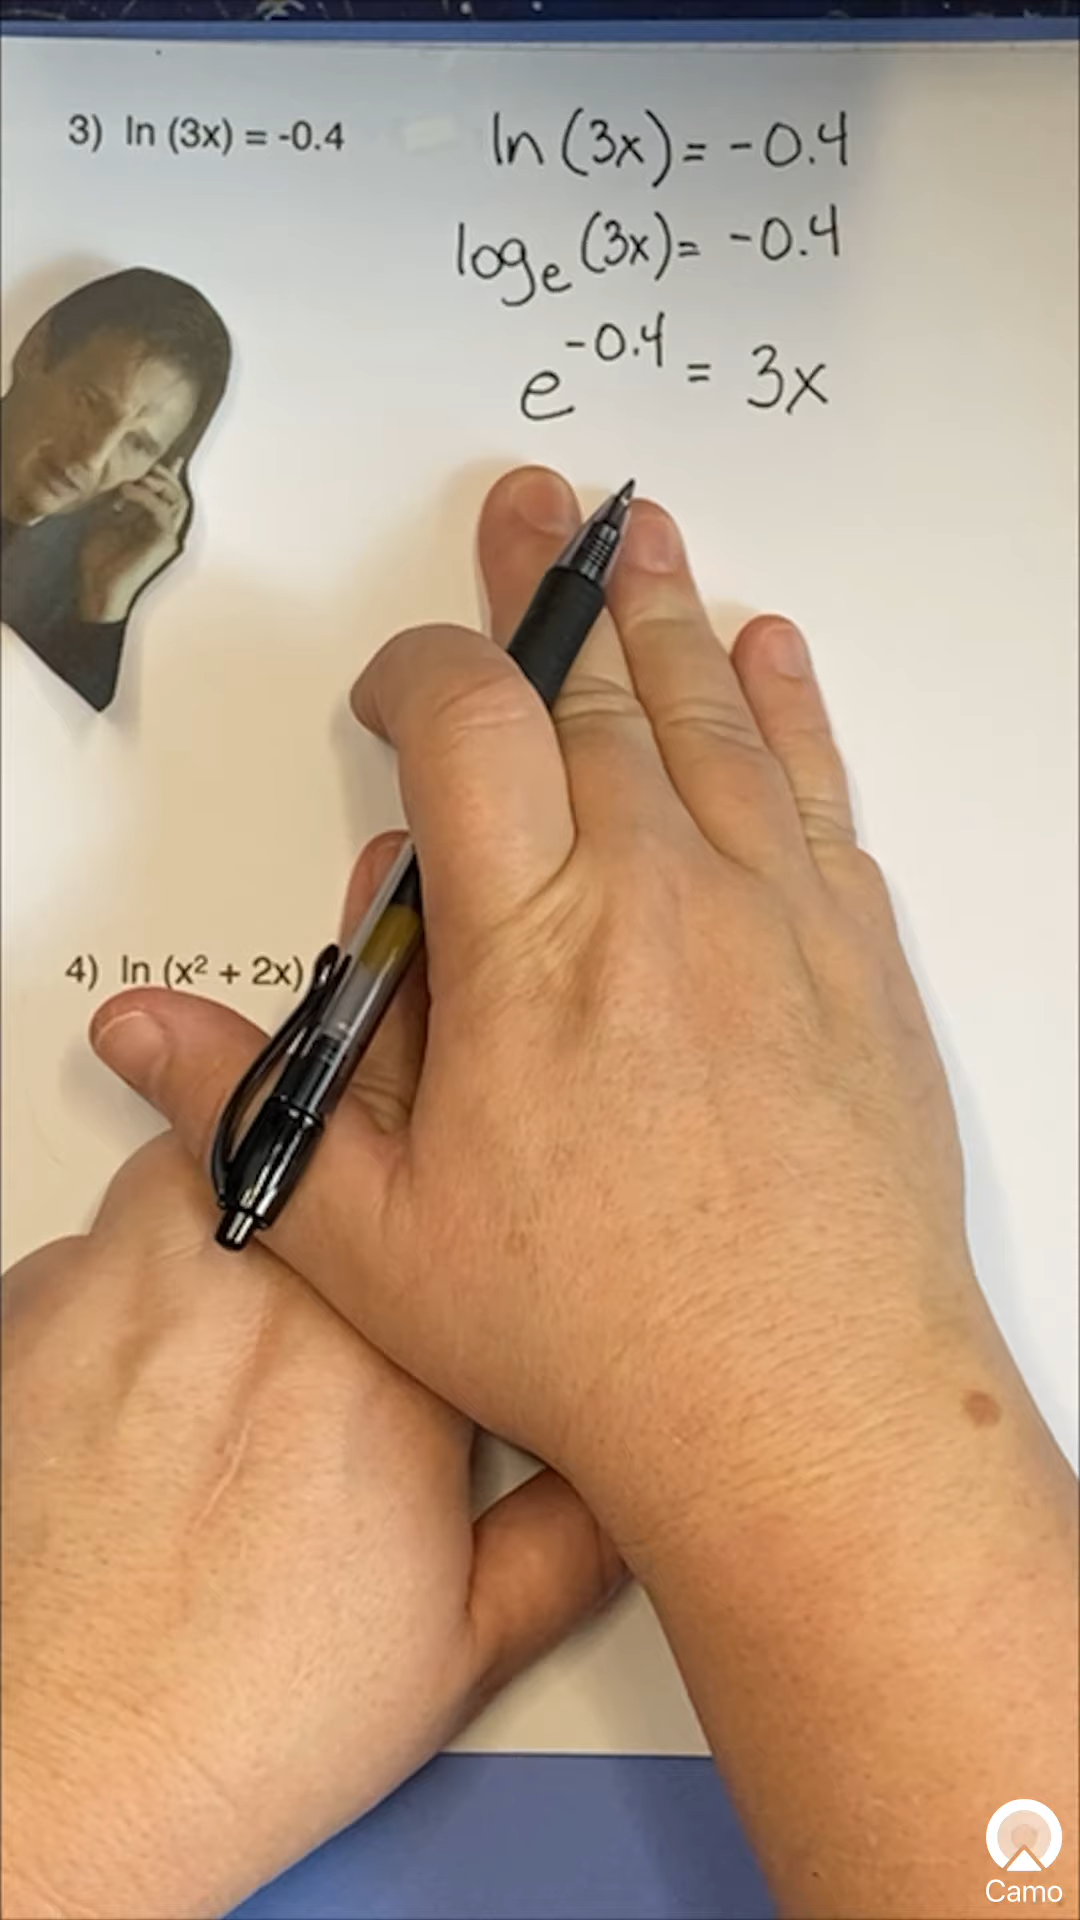 3) ln (3x) = -0.4
ln (3x) = -0.4
logₑ (3x) = -0.4
e^-0.4 = 3x
4) ln (x² + 2x)
Camo